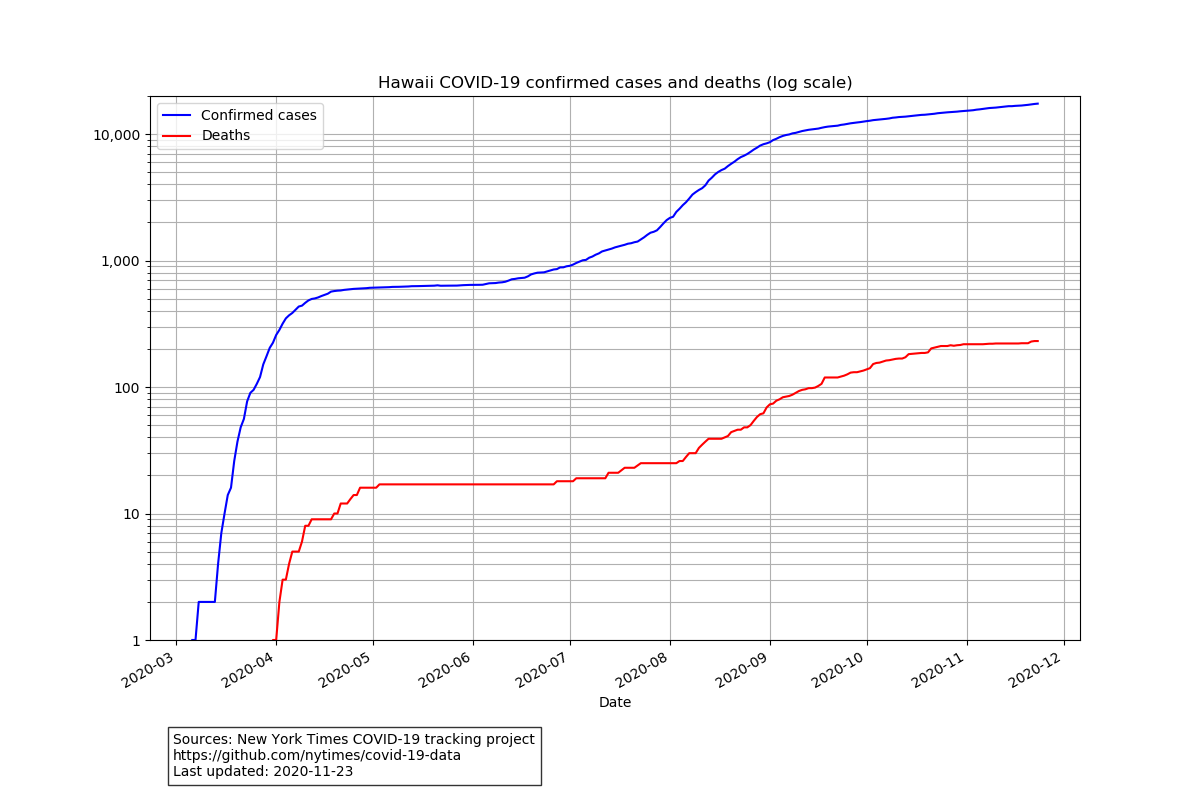 Hawaii COVID-19 confirmed cases and deaths (log scale)
Confirmed cases
Deaths
10,000
1,000
100
10
1
2020-03
2020-04
2020-05
2020-06
2020-07
2020-08
2020-09
2020-10
2020-11
2020-12
Date
Sources: New York Times COVID-19 tracking project
https://github.com/nytimes/covid-19-data
Last updated: 2020-11-23